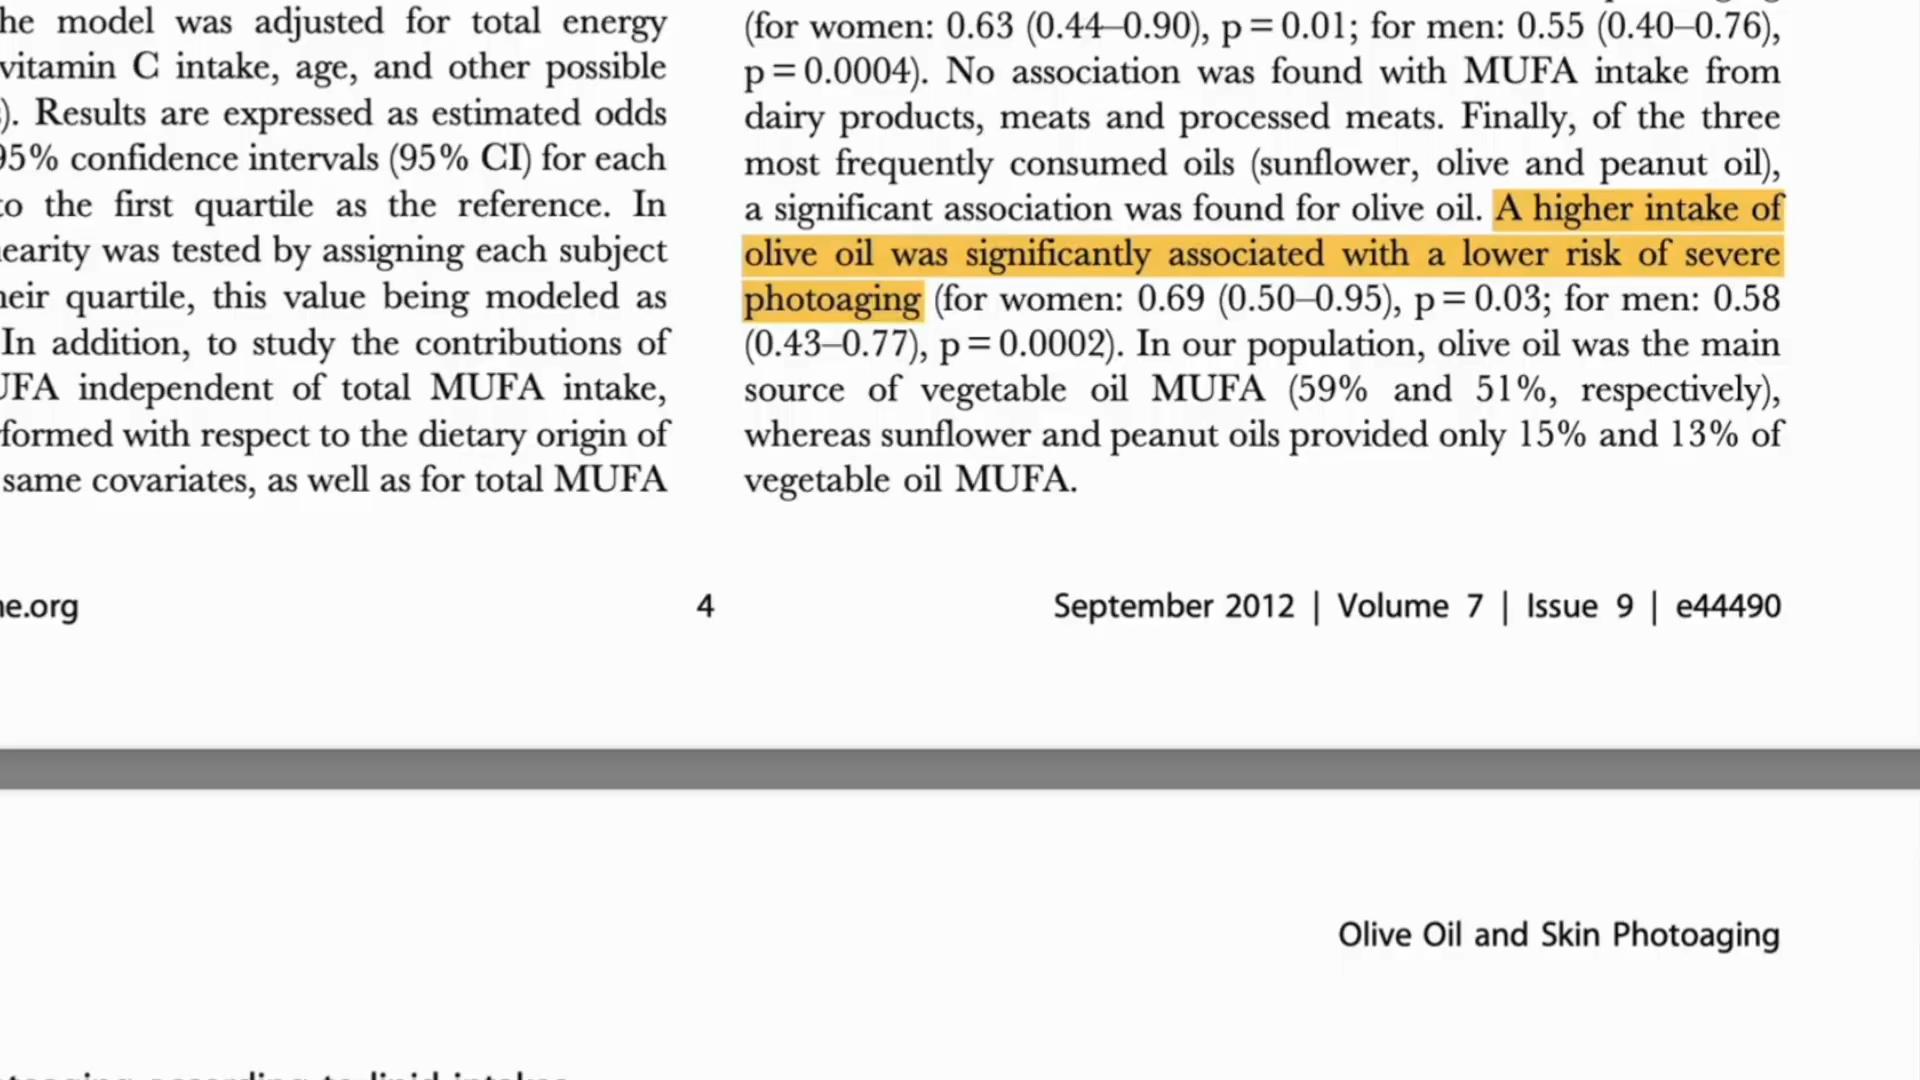 he model was adjusted for total energy
vitamin C intake, age, and other possible
). Results are expressed as estimated odds
95% confidence intervals (95% CI) for each
to the first quartile as the reference. In
earity was tested by assigning each subject
heir quartile, this value being modeled as
In addition, to study the contributions of
UFA independent of total MUFA intake,
formed with respect to the dietary origin of
same covariates, as well as for total MUFA
(for women: 0.63 (0.44–0.90), p = 0.01; for men: 0.55 (0.40–0.76),
p = 0.0004). No association was found with MUFA intake from
dairy products, meats and processed meats. Finally, of the three
most frequently consumed oils (sunflower, olive and peanut oil),
a significant association was found for olive oil. A higher intake of
olive oil was significantly associated with a lower risk of severe
photoaging (for women: 0.69 (0.50–0.95), p = 0.03; for men: 0.58
(0.43–0.77), p = 0.0002). In our population, olive oil was the main
source of vegetable oil MUFA (59% and 51%, respectively),
whereas sunflower and peanut oils provided only 15% and 13% of
vegetable oil MUFA.
ne.org 4 September 2012 | Volume 7 | Issue 9 | e44490
Olive Oil and Skin Photoaging
according to lipid intakes